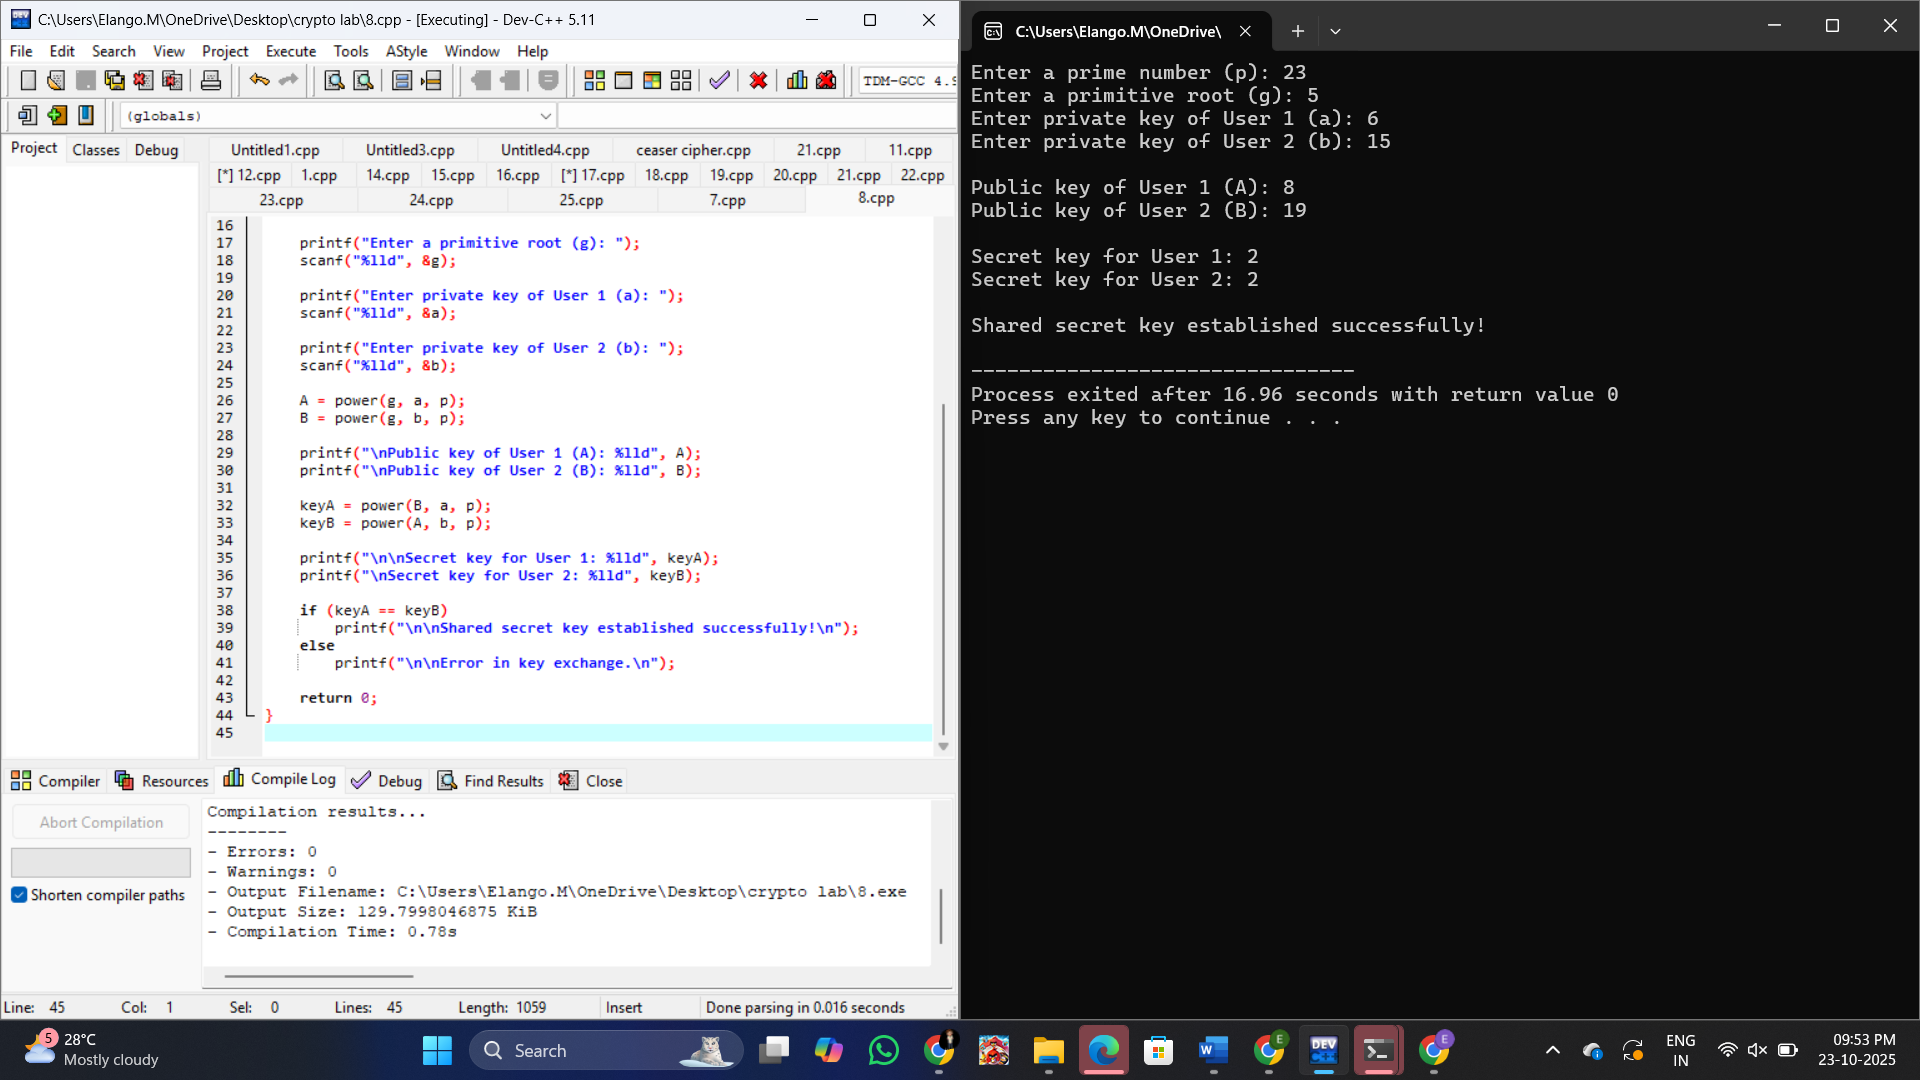 C:\Users\Elango.M\OneDrive\Desktop\crypto lab\8.cpp - [Executing] - Dev-C++ 5.11
File Edit Search View Project Execute Tools AStyle Window Help
TDM-GCC 4.9
(globals)
Project Classes Debug
Untitled1.cpp Untitled3.cpp Untitled4.cpp ceaser cipher.cpp 21.cpp 11.cpp
[*] 12.cpp 1.cpp 14.cpp 15.cpp 16.cpp [*] 17.cpp 18.cpp 19.cpp 20.cpp 21.cpp 22.cpp
23.cpp 24.cpp 25.cpp 7.cpp 8.cpp
16
17 printf("Enter a primitive root (g): ");
18 scanf("%lld", &g);
19
20 printf("Enter private key of User 1 (a): ");
21 scanf("%lld", &a);
22
23 printf("Enter private key of User 2 (b): ");
24 scanf("%lld", &b);
25
26 A = power(g, a, p);
27 B = power(g, b, p);
28
29 printf("\nPublic key of User 1 (A): %lld", A);
30 printf("\nPublic key of User 2 (B): %lld", B);
31
32 keyA = power(B, a, p);
33 keyB = power(A, b, p);
34
35 printf("\n\nSecret key for User 1: %lld", keyA);
36 printf("\nSecret key for User 2: %lld", keyB);
37
38 if (keyA == keyB)
39 printf("\n\nShared secret key established successfully!\n");
40 else
41 printf("\n\nError in key exchange.\n");
42
43 return 0;
44 }
45
Compiler Resources Compile Log Debug Find Results Close
Abort Compilation
Shorten compiler paths
Compilation results...
--------
- Errors: 0
- Warnings: 0
- Output Filename: C:\Users\Elango.M\OneDrive\Desktop\crypto lab\8.exe
- Output Size: 129.7998046875 KiB
- Compilation Time: 0.78s
Line: 45 Col: 1 Sel: 0 Lines: 45 Length: 1059 Insert Done parsing in 0.016 seconds
C:\Users\Elango.M\OneDrive\
Enter a prime number (p): 23
Enter a primitive root (g): 5
Enter private key of User 1 (a): 6
Enter private key of User 2 (b): 15
Public key of User 1 (A): 8
Public key of User 2 (B): 19
Secret key for User 1: 2
Secret key for User 2: 2
Shared secret key established successfully!
--------------------------------
Process exited after 16.96 seconds with return value 0
Press any key to continue . . .
5
28°C
Mostly cloudy
Search
E
W
DEV
E
ENG
IN
09:53 PM
23-10-2025